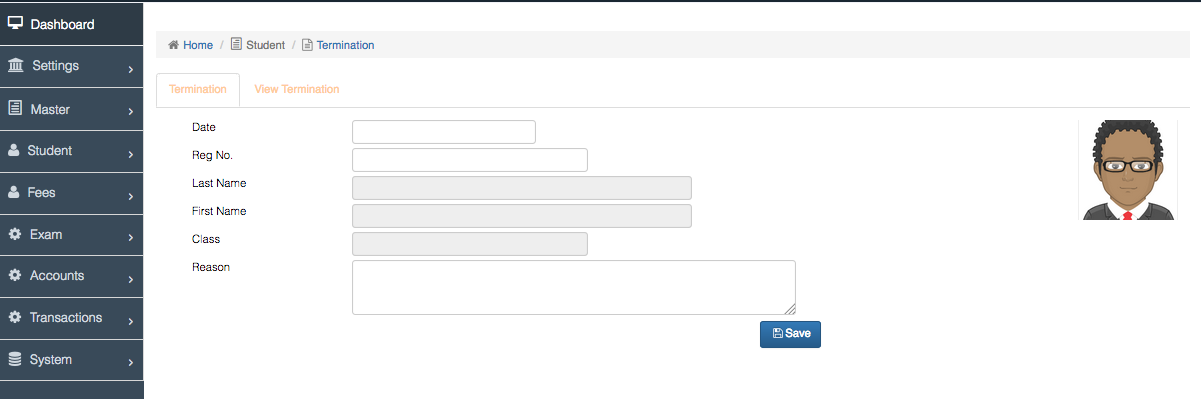 Dashboard
Settings
Master
Student
Fees
Exam
Accounts
Transactions
System
Home / Student / Termination
Termination View Termination
Date
Reg No.
Last Name
First Name
Class
Reason
Save